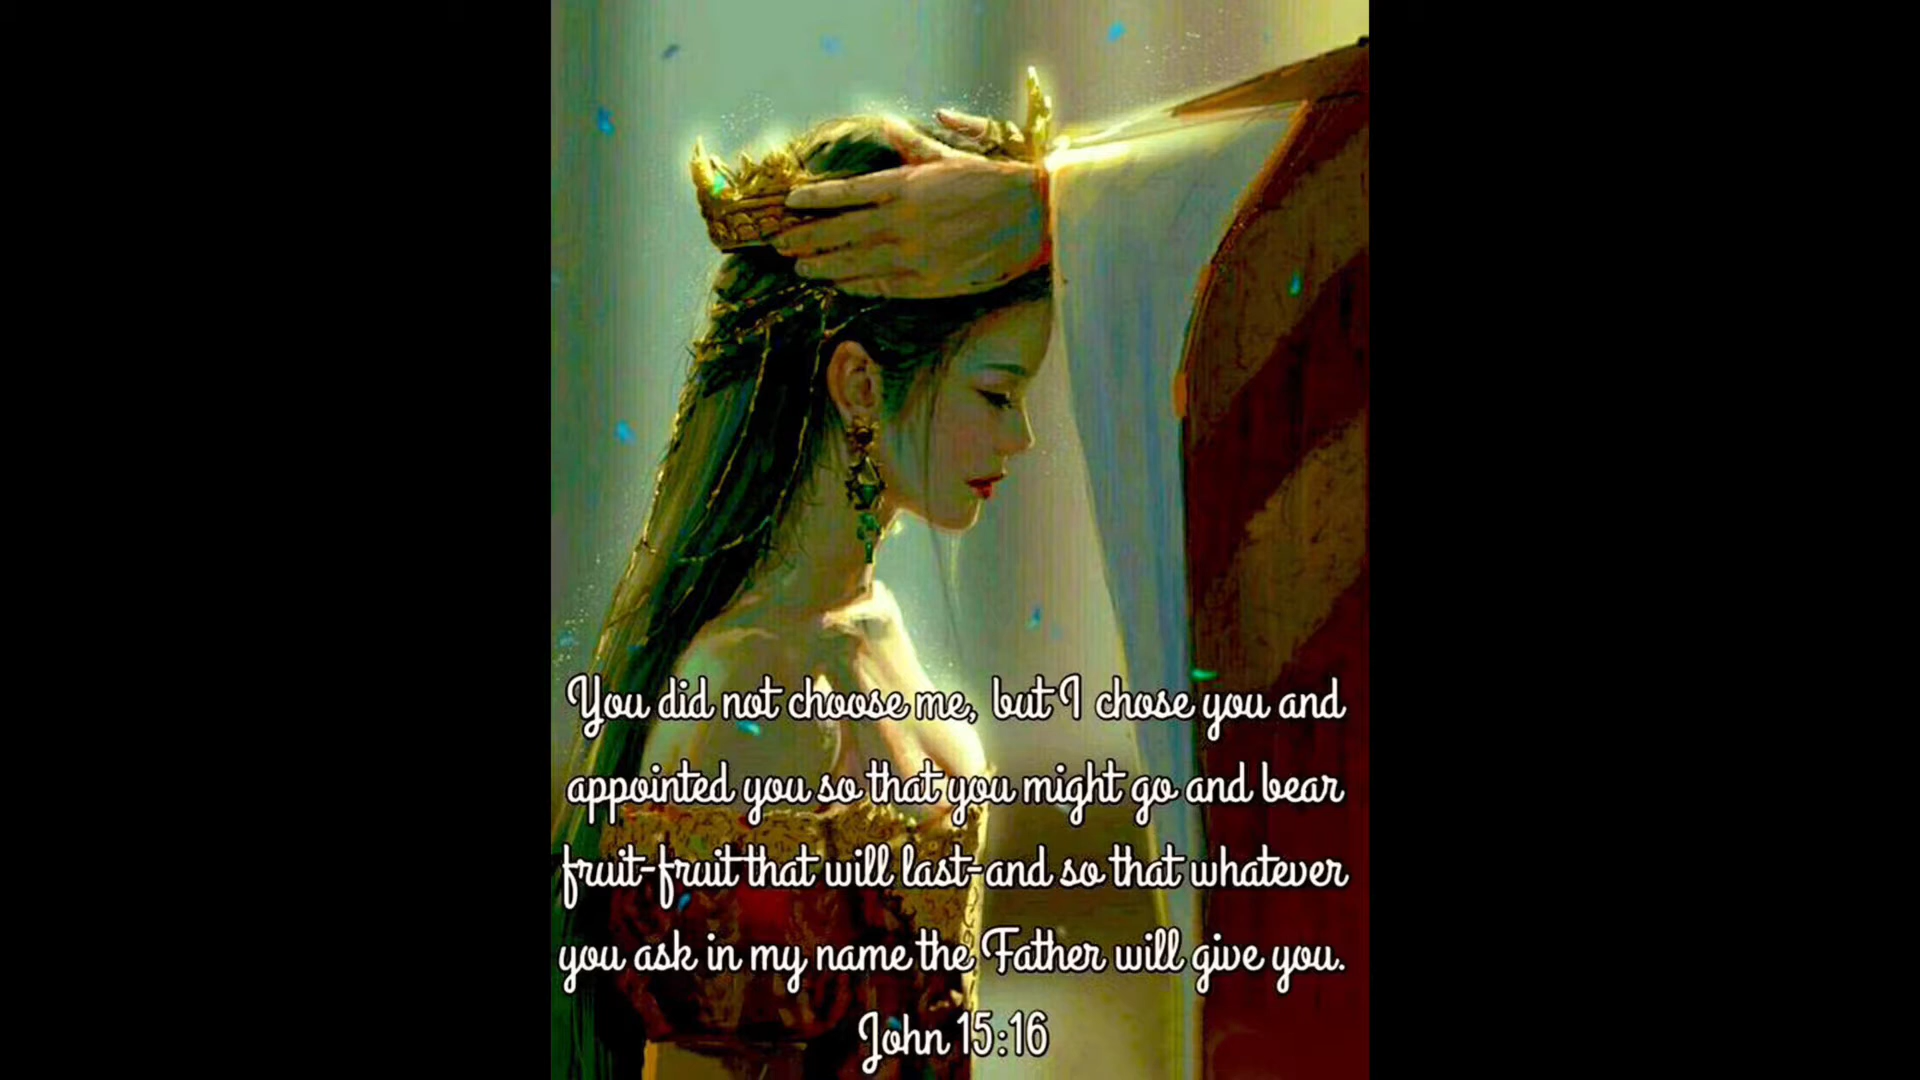 You did not choose me, but I chose you and
appointed you so that you might go and bear
fruit-fruit that will last-and so that whatever
you ask in my name the Father will give you.
John 15:16